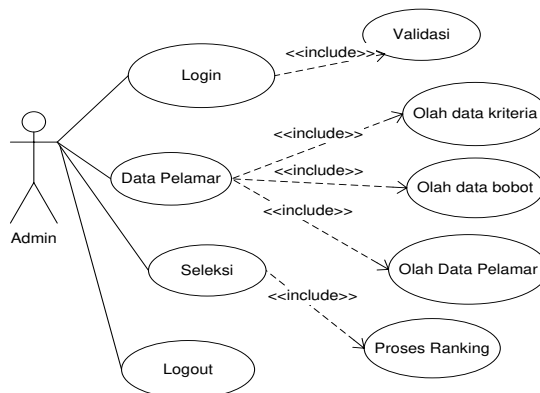 Validasi
<<include>>
Login
Olah data kriteria
<<include>>
<<include>>
Data Pelamar
Olah data bobot
<<include>>
Admin
Olah Data Pelamar
Seleksi
<<include>>
Proses Ranking
Logout